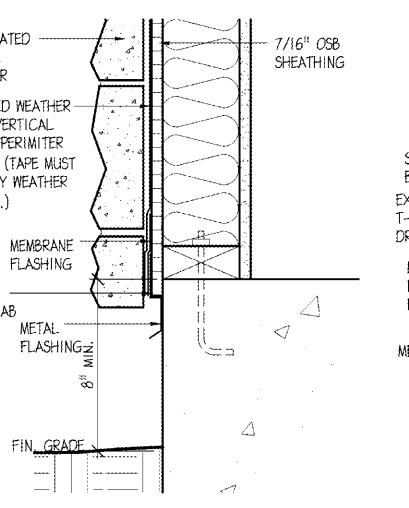 ATED
R
D WEATHER
VERTICAL
PERIMITER
(TAPE MUST
Y WEATHER
.)
MEMBRANE
FLASHING
AB
METAL
FLASHING
8" MIN.
FIN. GRADE
7/16" OSB
SHEATHING
S
B
EX
T-
DR
ME